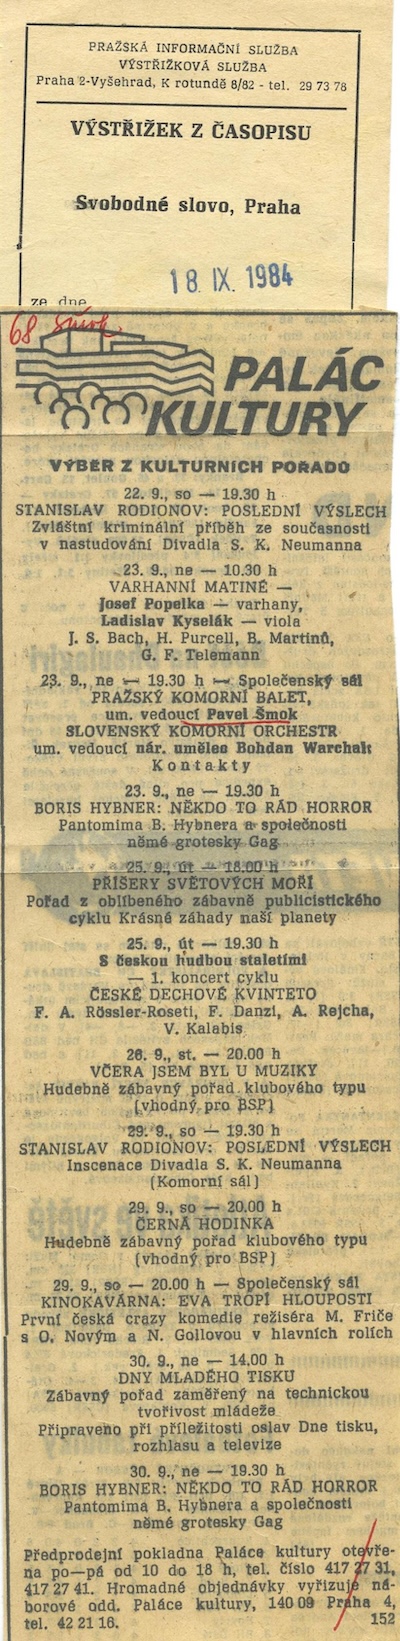 PRAŽSKÁ INFORMAČNÍ SLUŽBA
VÝSTŘIŽKOVÁ SLUŽBA
Praha 2-Vyšehrad, K rotundě 8/82 - tel. 29 73 78
VÝSTŘIŽEK Z ČASOPISU
Svobodné slovo, Praha
18. IX. 1984
ze dne
68 Šmok
PALÁC
KULTURY
VÝBĚR Z KULTURNÍCH POŘADŮ
22. 9., so — 19.30 h
STANISLAV RODIONOV: POSLEDNÍ VÝSLECH
Zvláštní kriminální příběh ze současnosti
v nastudování Divadla S. K. Neumanna
23. 9., ne — 10.30 h
VARHANNÍ MATINÉ —
Josef Popelka — varhany,
Ladislav Kyselák — viola
J. S. Bach, H. Purcell, B. Martinů,
G. F. Telemann
23. 9., ne — 19.30 h — Společenský sál
PRAŽSKÝ KOMORNÍ BALET,
um. vedoucí Pavel Šmok
SLOVENSKÝ KOMORNÍ ORCHESTR
um. vedoucí nár. umělec Bohdan Warchalt
Kontakty
23. 9., ne — 19.30 h
BORIS HYBNER: NĚKDO TO RÁD HORROR
Pantomima B. Hybnera a společnosti
němé grotesky Gag
25. 9., út — 18.00 h
PŘÍŠERY SVĚTOVÝCH MOŘÍ
Pořad z oblíbeného zábavně publicistického
cyklu Krásné záhady naší planety
25. 9., út — 19.30 h
S českou hudbou staletími
— 1. koncert cyklu
ČESKÉ DECHOVÉ KVINTETO
F. A. Rössler-Roseti, F. Danzi, A. Rejcha,
V. Kalabis
26. 9., st. — 20.00 h
VČERA JSEM BYL U MUZIKY
Hudebně zábavný pořad klubového typu
(vhodný pro BSP)
29. 9., so — 19.30 h
STANISLAV RODIONOV: POSLEDNÍ VÝSLECH
Inscenace Divadla S. K. Neumanna
(Komorní sál)
29. 9., so — 20.00 h
ČERNÁ HODINKA
Hudebně zábavný pořad klubového typu
(vhodný pro BSP)
29. 9., so — 20.00 h — Společenský sál
KINOKAVÁRNA: EVA TROPÍ HLOUPOSTI
První česká crazy komedie režiséra M. Friče
s O. Novým a N. Gollovou v hlavních rolích
30. 9., ne — 14.00 h
DNY MLADÉHO TISKU
Zábavný pořad zaměřený na technickou
tvořivost mládeže
Připraveno při příležitosti oslav Dne tisku,
rozhlasu a televize
30. 9., ne — 19.30 h
BORIS HYBNER: NĚKDO TO RÁD HORROR
Pantomima B. Hybnera a společnosti
němé grotesky Gag
Předprodejní pokladna Paláce kultury otevře-
na po—pá od 10 do 18 h, tel. číslo 417 27 31,
417 27 41. Hromadné objednávky vyřizuje ná-
borové odd. Paláce kultury, 140 09 Praha 4,
tel. 42 21 16. 152